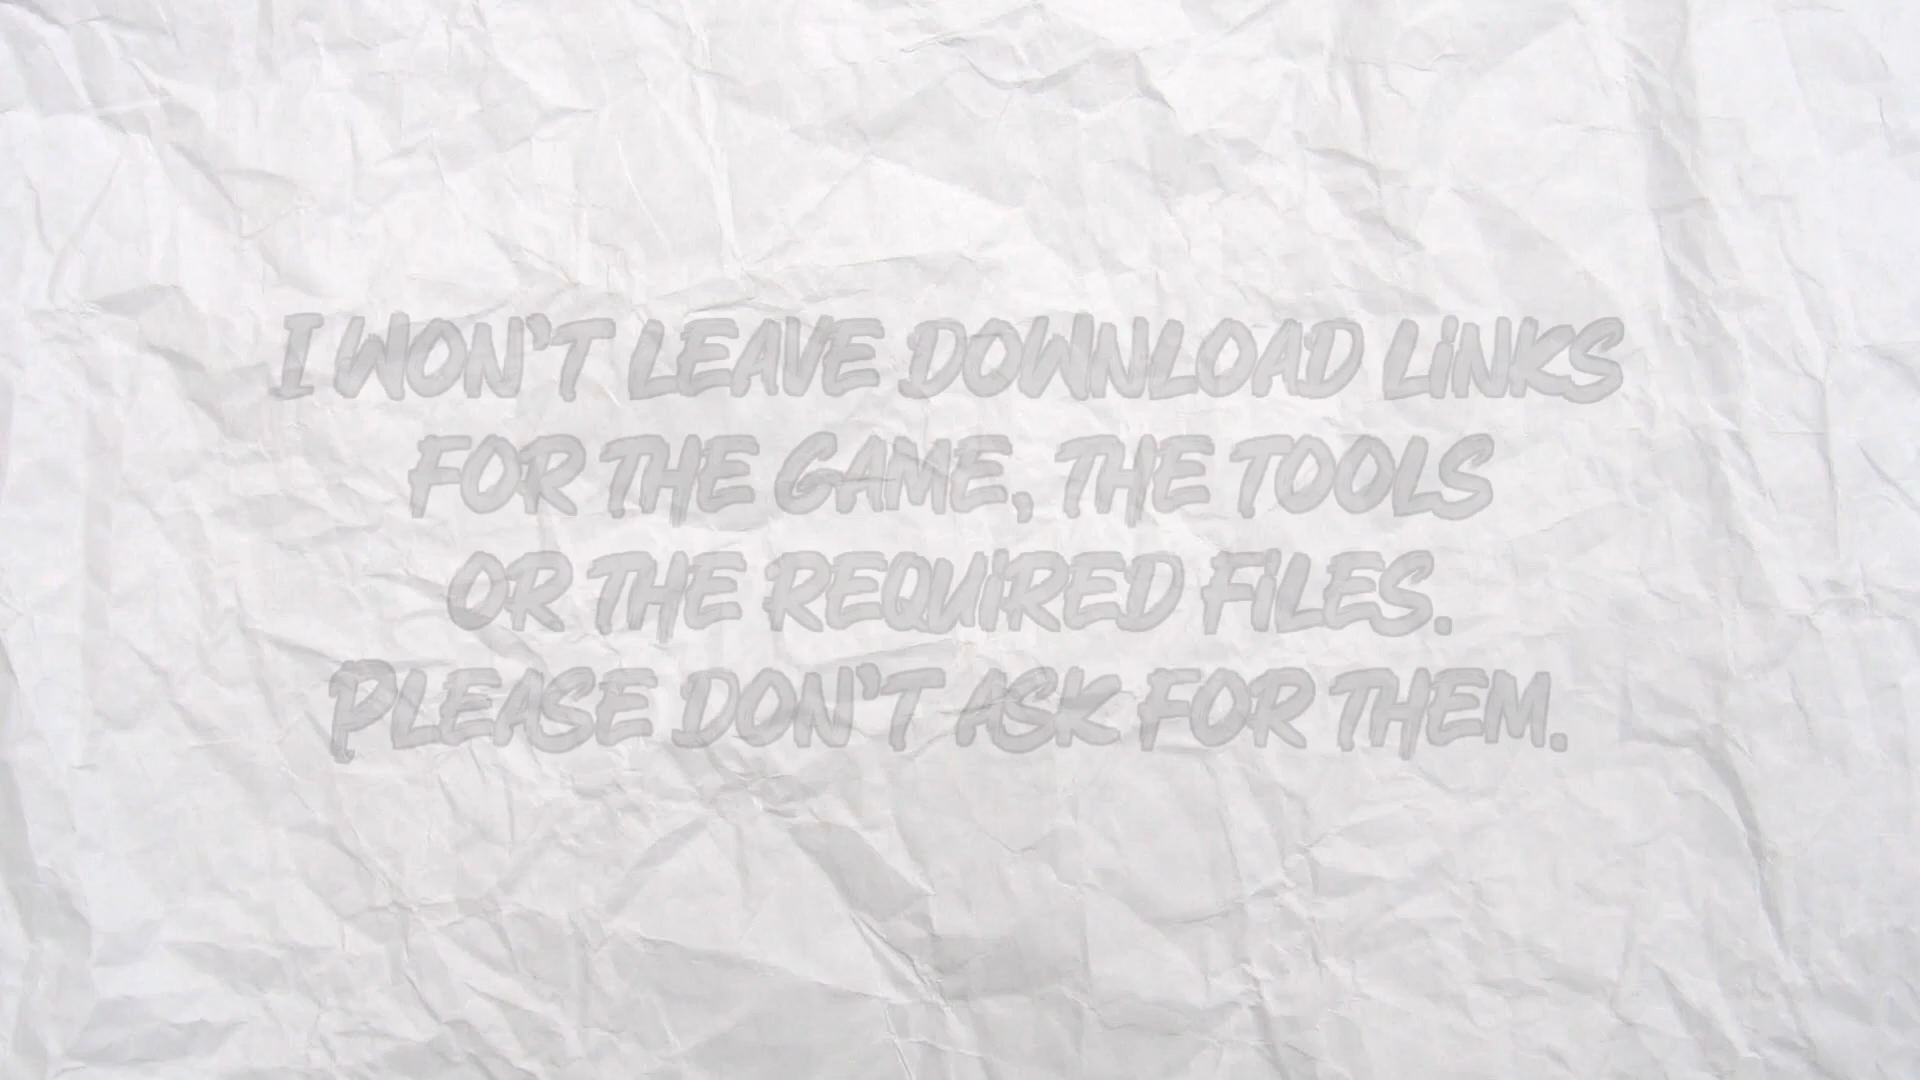 I WON'T LEAVE DOWNLOAD LINKS
FOR THE GAME, THE TOOLS
OR THE REQUIRED FILES.
PLEASE DON'T ASK FOR THEM.